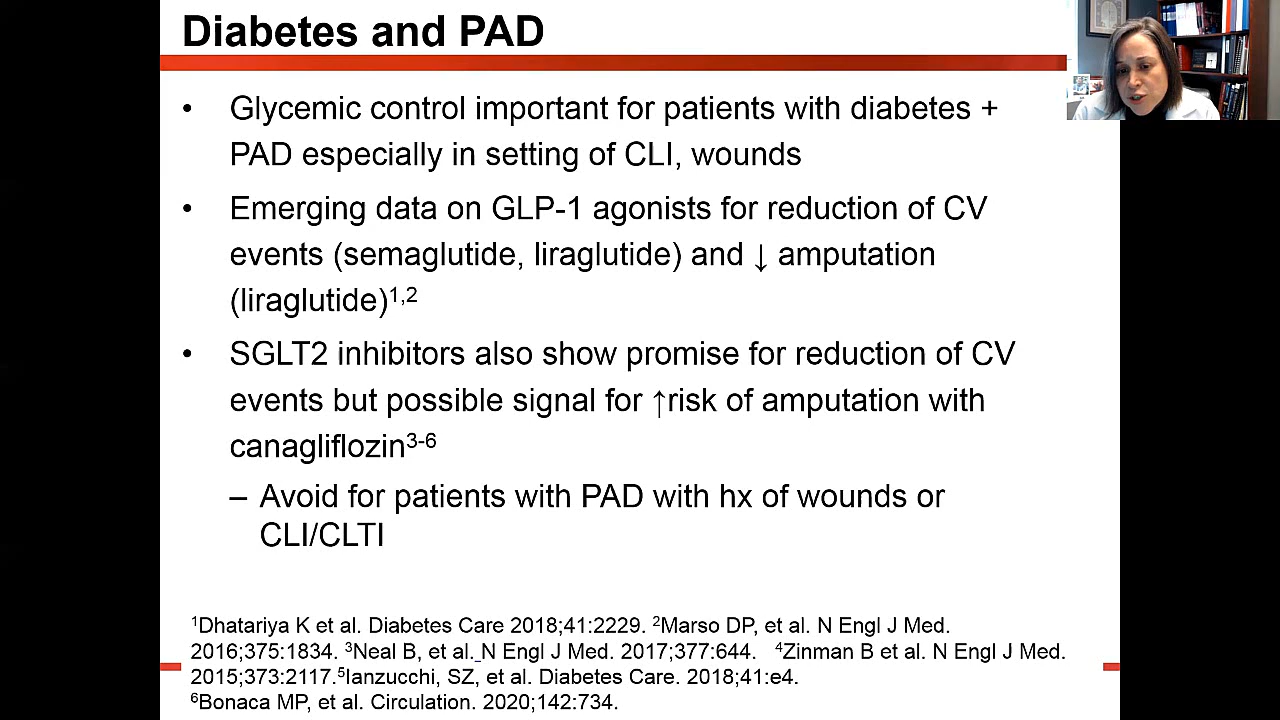 Diabetes and PAD
• Glycemic control important for patients with diabetes +
PAD especially in setting of CLI, wounds
• Emerging data on GLP-1 agonists for reduction of CV
events (semaglutide, liraglutide) and ↓ amputation
(liraglutide)1,2
• SGLT2 inhibitors also show promise for reduction of CV
events but possible signal for ↑risk of amputation with
canagliflozin3-6
– Avoid for patients with PAD with hx of wounds or
CLI/CLTI
1Dhatariya K et al. Diabetes Care 2018;41:2229. 2Marso DP, et al. N Engl J Med.
2016;375:1834. 3Neal B, et al. N Engl J Med. 2017;377:644. 4Zinman B et al. N Engl J Med.
2015;373:2117.5Ianzucchi, SZ, et al. Diabetes Care. 2018;41:e4.
6Bonaca MP, et al. Circulation. 2020;142:734.